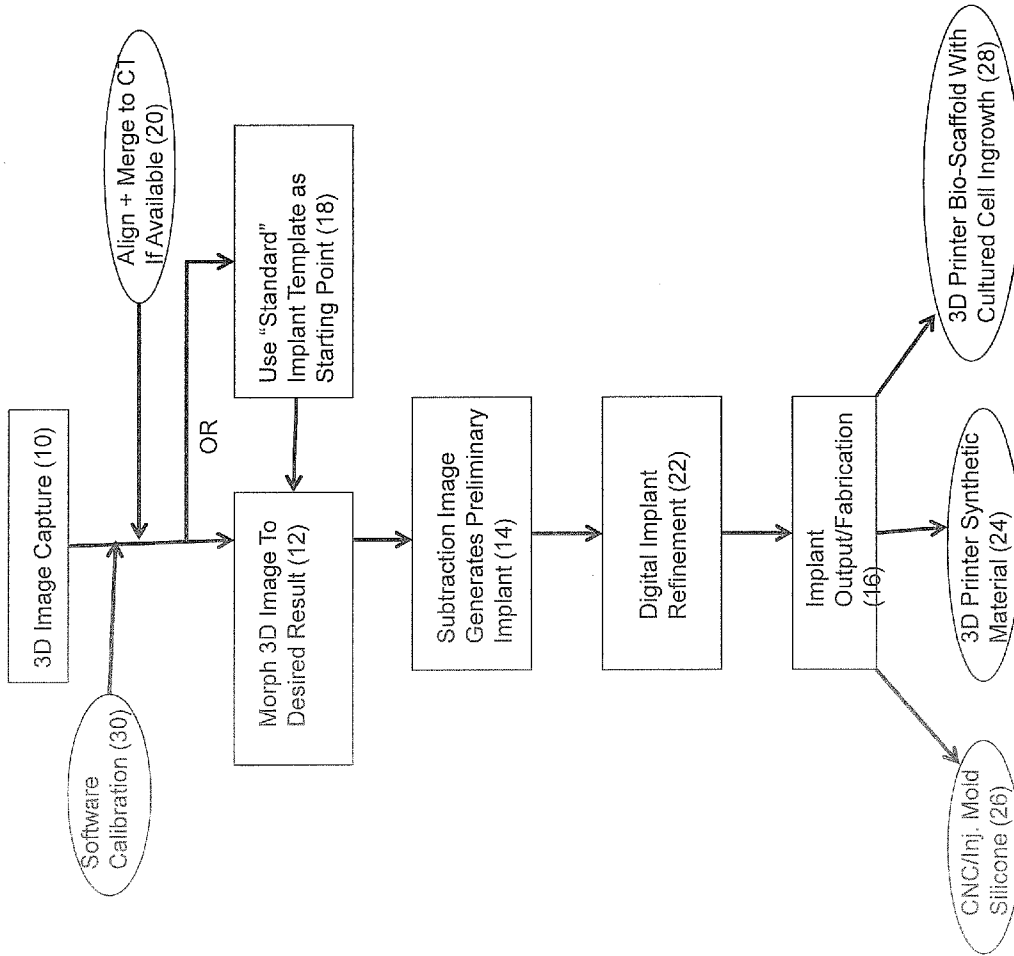 3D Image Capture (10)
Software
Calibration (30)
Align + Merge to CT
If Available (20)
OR
Morph 3D Image To
Desired Result (12)
Use “Standard”
Implant Template as
Starting Point (18)
Subtraction Image
Generates Preliminary
Implant (14)
Digital Implant
Refinement (22)
Implant
Output/Fabrication
(16)
CNC/Inj. Mold
Silicone (26)
3D Printer Synthetic
Material (24)
3D Printer Bio-Scaffold With
Cultured Cell Ingrowth (28)